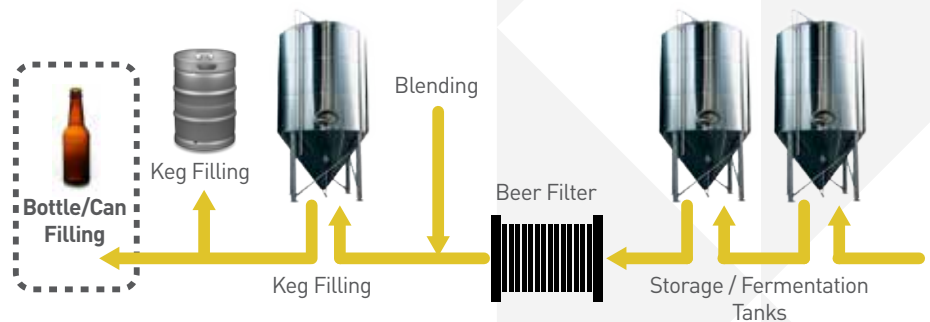 Blending
Keg Filling
Beer Filter
Bottle/Can
Filling
Keg Filling
Storage / Fermentation
Tanks